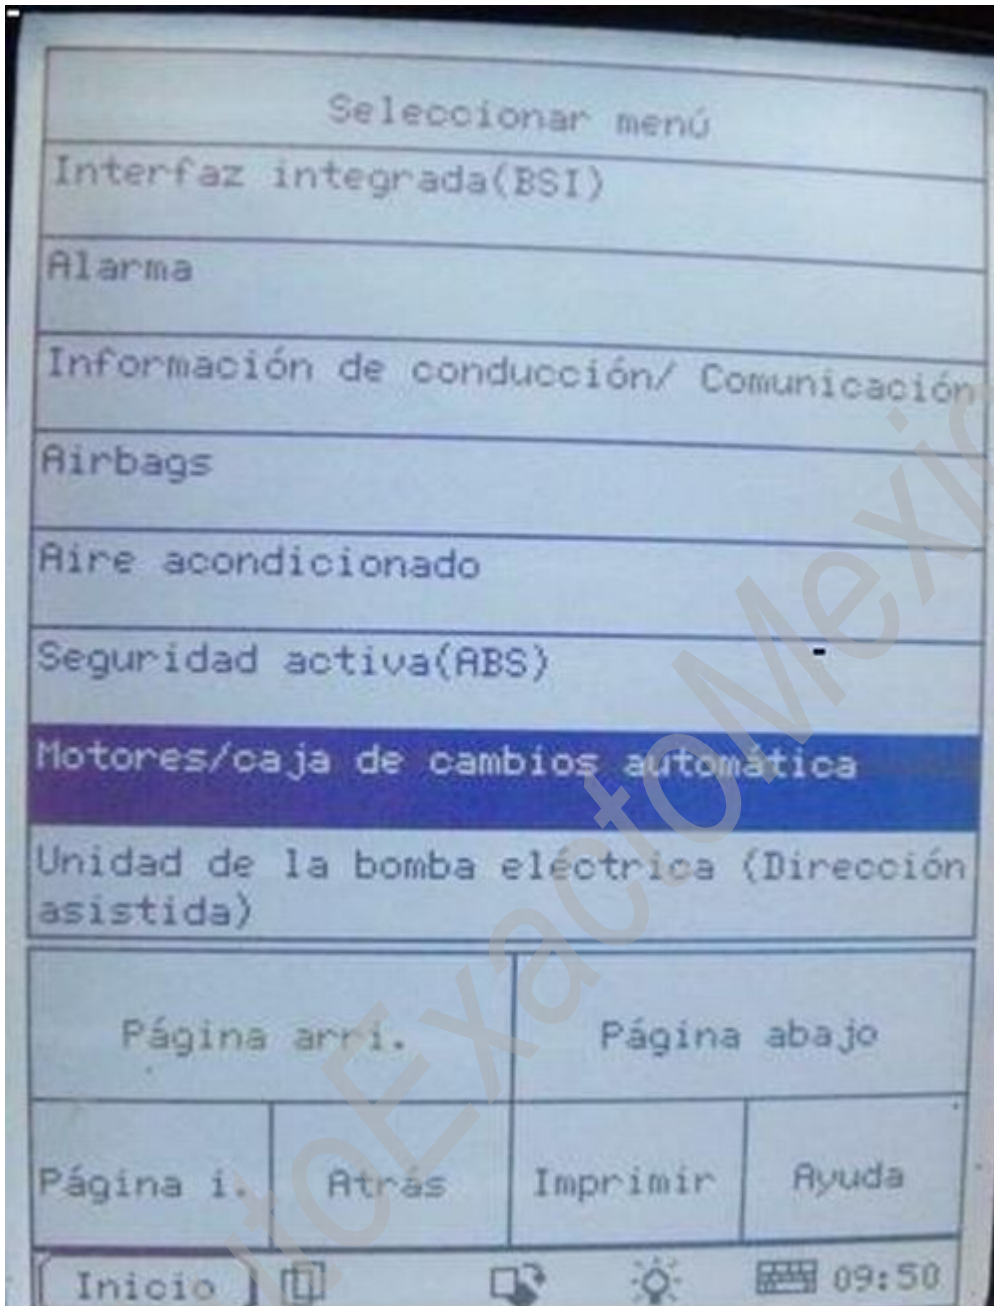 Seleccionar menú
Interfaz integrada(BSI)
Alarma
Información de conducción/ Comunicación
Airbags
Aire acondicionado
Seguridad activa(ABS)
Motores/caja de cambios automática
Unidad de la bomba eléctrica (Dirección
asistida)
Página arri.
Página abajo
Página i.
Atrás
Imprimir
Ayuda
Inicio
09:50
toExactoMexic